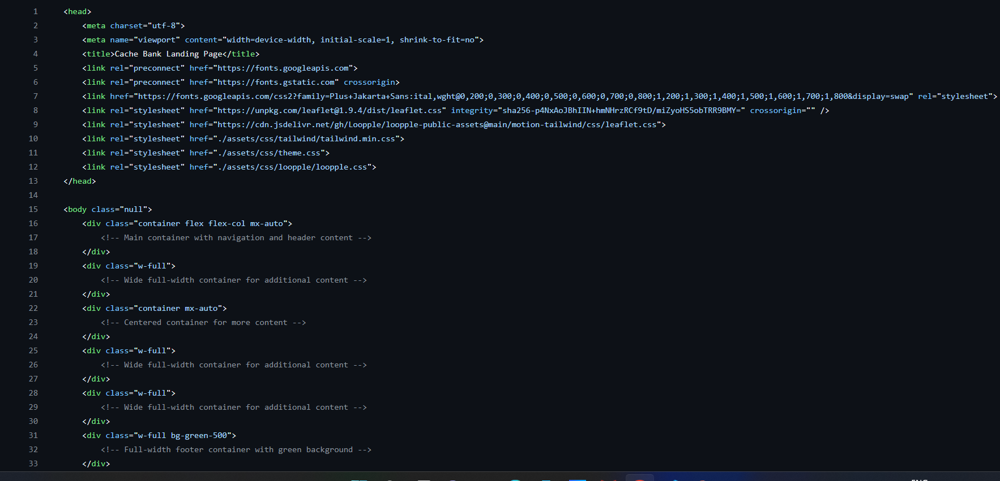 1 <head>
2 <meta charset="utf-8">
3 <meta name="viewport" content="width=device-width, initial-scale=1, shrink-to-fit=no">
4 <title>Cache Bank Landing Page</title>
5 <link rel="preconnect" href="https://fonts.googleapis.com">
6 <link rel="preconnect" href="https://fonts.gstatic.com" crossorigin>
7 <link href="https://fonts.googleapis.com/css2?family=Plus+Jakarta+Sans:ital,wght@0,200;0,300;0,400;0,500;0,600;0,700;0,800;1,200;1,300;1,400;1,500;1,600;1,700;1,800&display=swap" rel="stylesheet">
8 <link rel="stylesheet" href="https://unpkg.com/leaflet@1.9.4/dist/leaflet.css" integrity="sha256-p4NxAoJBhIIN+hmNHrzRCf9tD/miZyoHS5obTRR9BMY=" crossorigin="" />
9 <link rel="stylesheet" href="https://cdn.jsdelivr.net/gh/Loopple/loopple-public-assets@main/motion-tailwind/css/leaflet.css">
10 <link rel="stylesheet" href="./assets/css/tailwind/tailwind.min.css">
11 <link rel="stylesheet" href="./assets/css/theme.css">
12 <link rel="stylesheet" href="./assets/css/loopple/loopple.css">
13 </head>
14
15 <body class="null">
16 <div class="container flex flex-col mx-auto">
17 <!-- Main container with navigation and header content -->
18 </div>
19 <div class="w-full">
20 <!-- Wide full-width container for additional content -->
21 </div>
22 <div class="container mx-auto">
23 <!-- Centered container for more content -->
24 </div>
25 <div class="w-full">
26 <!-- Wide full-width container for additional content -->
27 </div>
28 <div class="w-full">
29 <!-- Wide full-width container for additional content -->
30 </div>
31 <div class="w-full bg-green-500">
32 <!-- Full-width footer container with green background -->
33 </div>